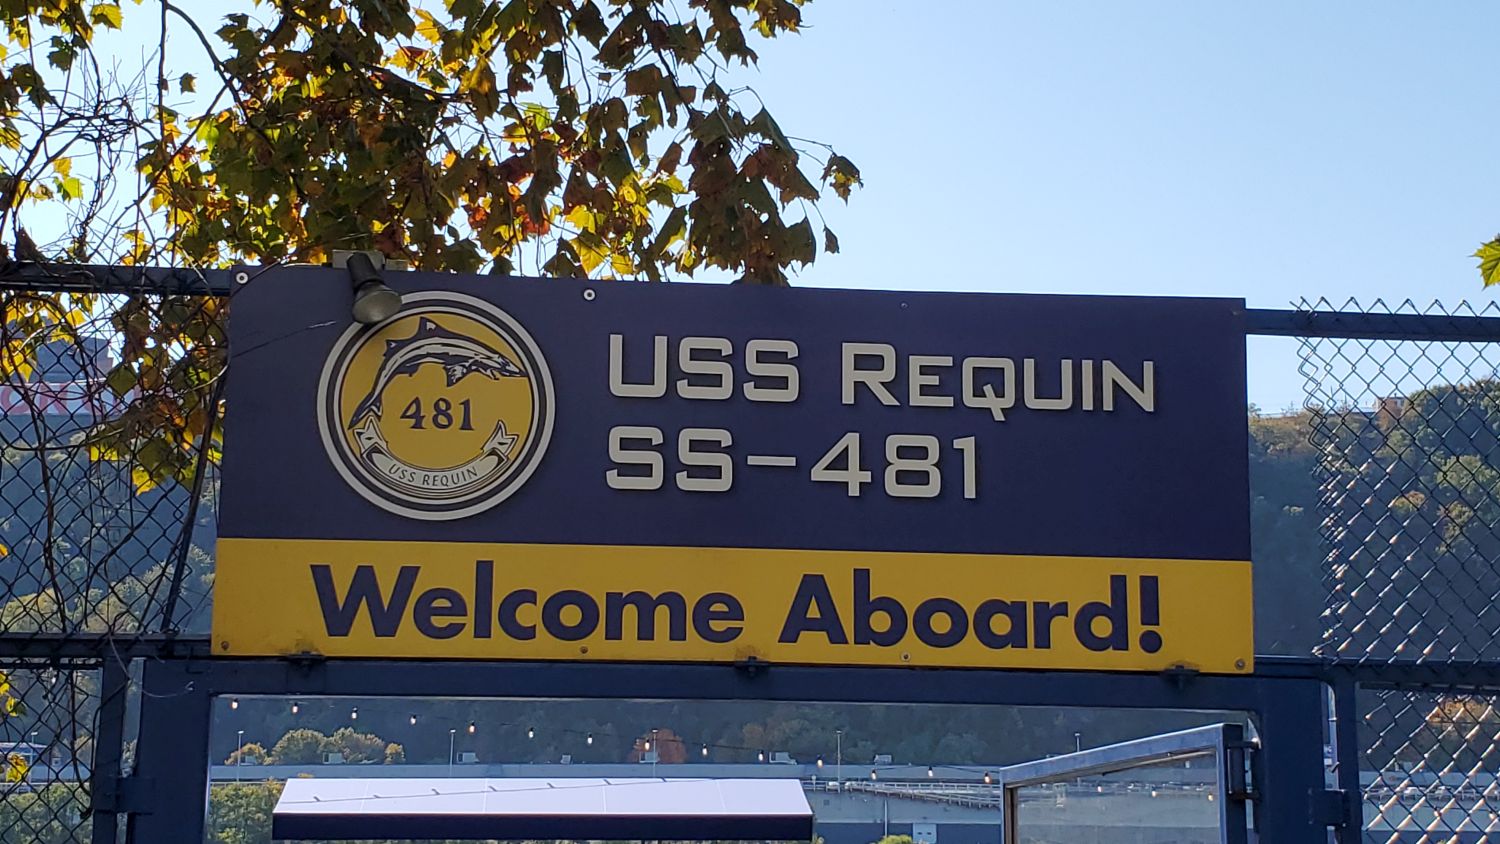 481
USS REQUIN
USS REQUIN
SS-481
Welcome Aboard!